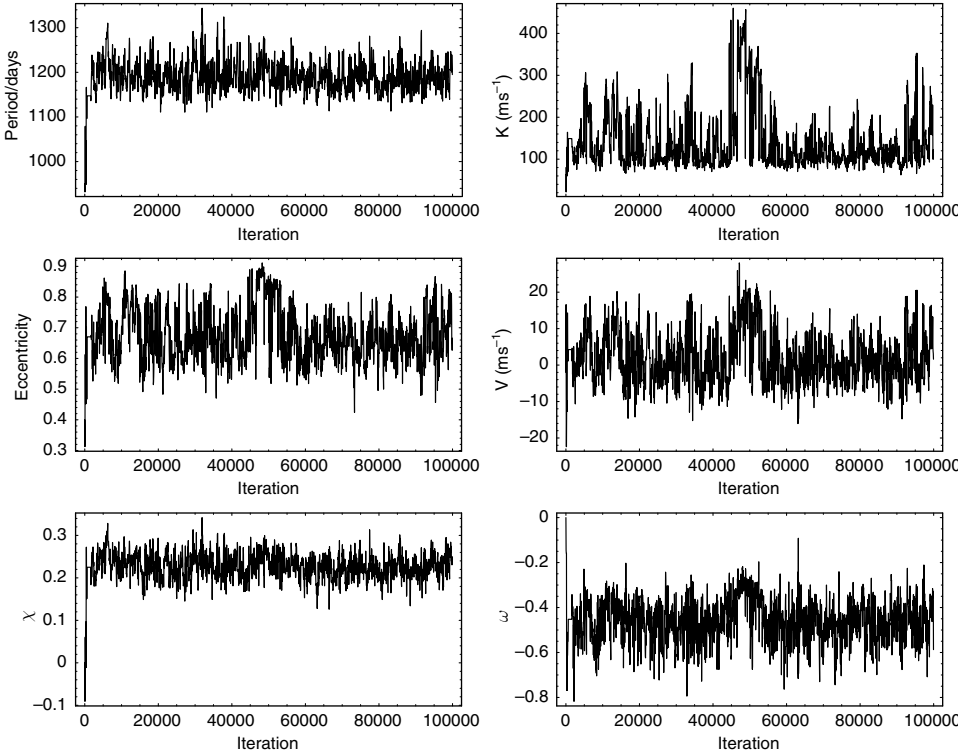 1300
1200
1100
1000
Period/days
0 20000 40000 60000 80000 100000
Iteration
400
300
200
100
K (ms⁻¹)
0 20000 40000 60000 80000 100000
Iteration
0.9
0.8
0.7
0.6
0.5
0.4
0.3
Eccentricity
0 20000 40000 60000 80000 100000
Iteration
20
10
0
−10
−20
V (ms⁻¹)
0 20000 40000 60000 80000 100000
Iteration
0.3
0.2
0.1
0
−0.1
χ
0 20000 40000 60000 80000 100000
Iteration
0
−0.2
−0.4
−0.6
−0.8
ω
0 20000 40000 60000 80000 100000
Iteration